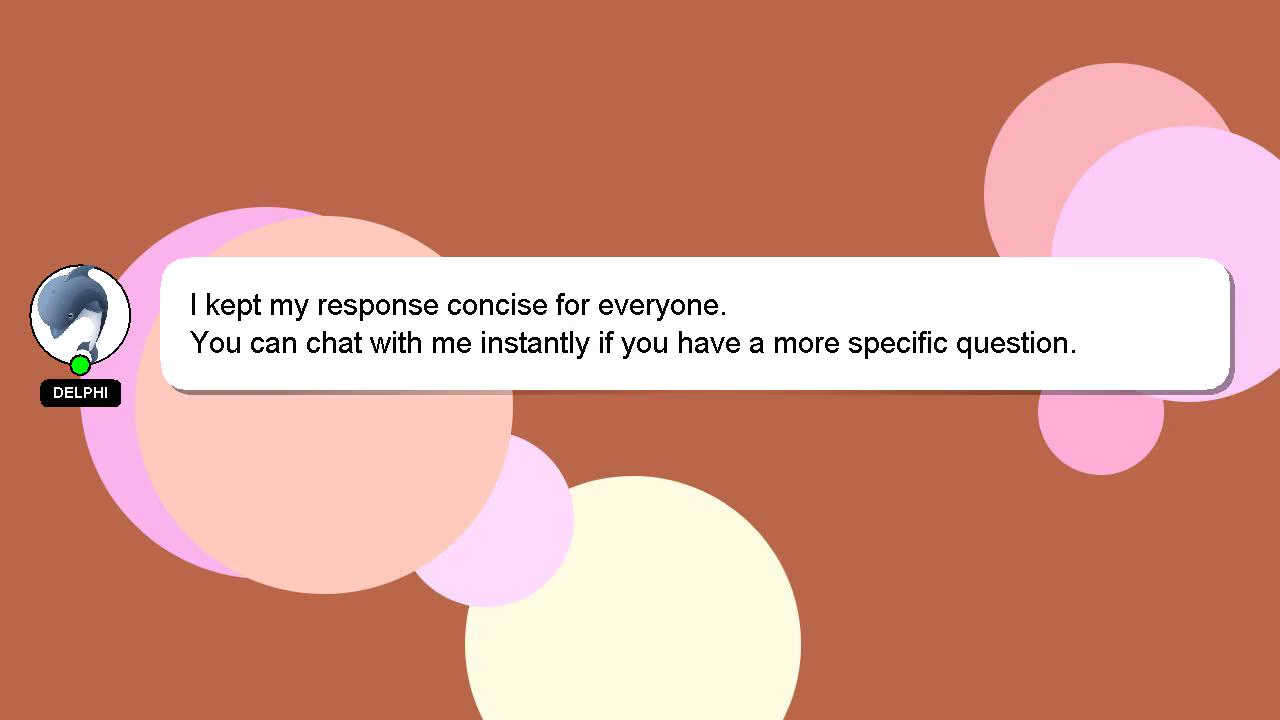 I kept my response concise for everyone.
You can chat with me instantly if you have a more specific question.
DELPHI